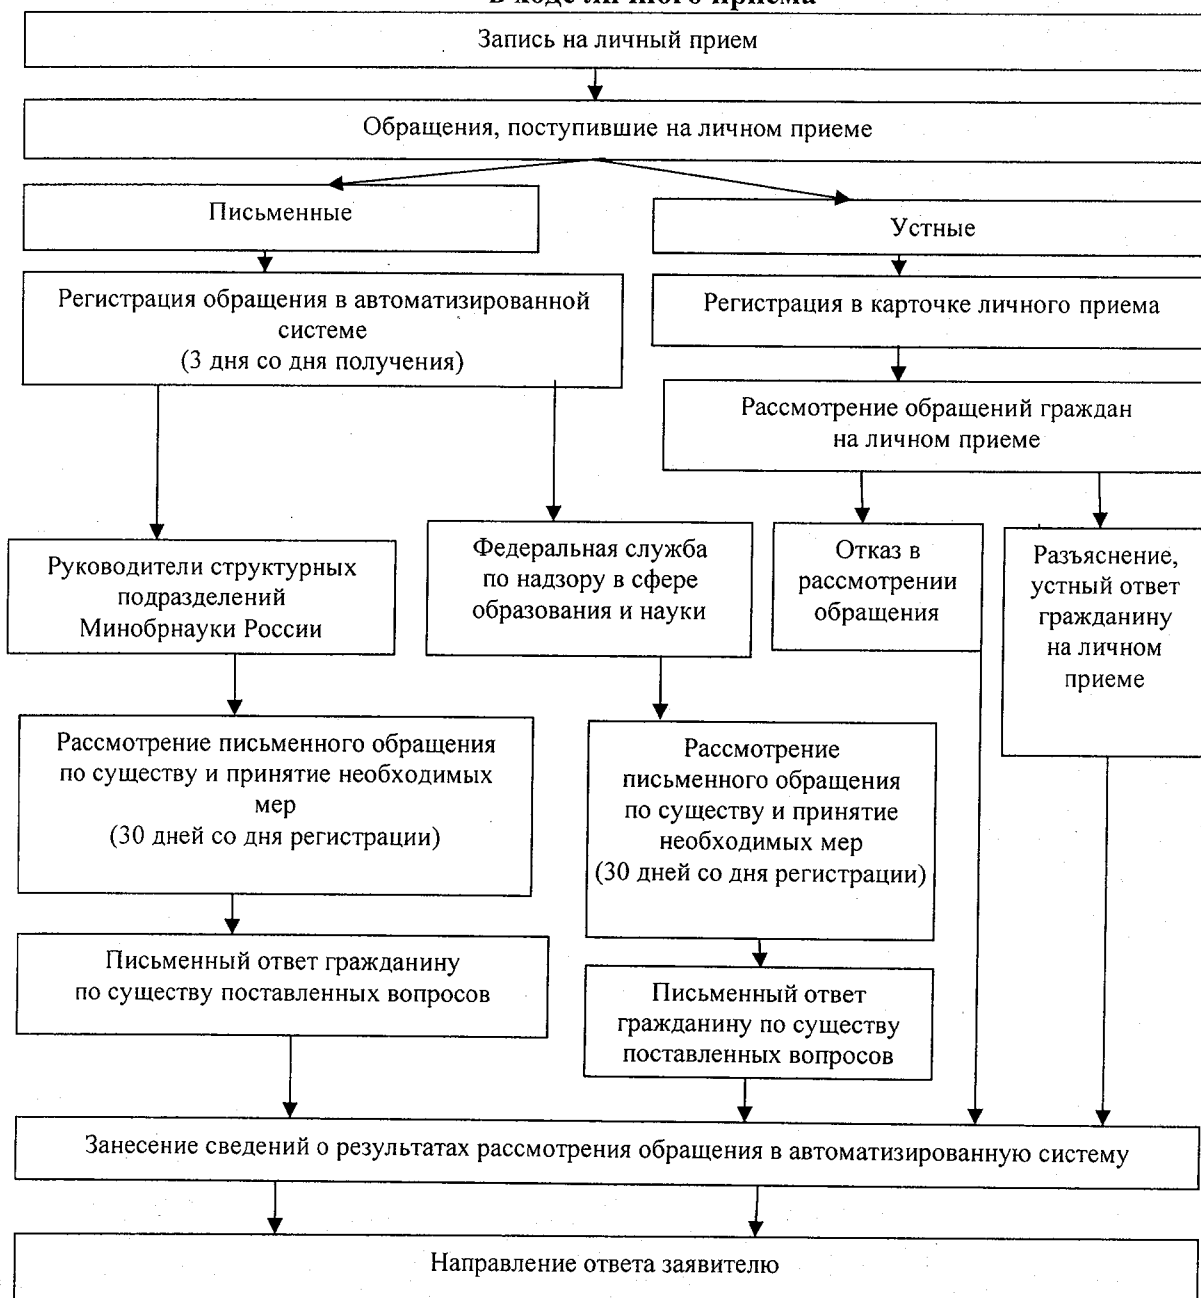 в ходе личного приема
Запись на личный прием
Обращения, поступившие на личном приеме
Письменные
Устные
Регистрация обращения в автоматизированной
системе
(3 дня со дня получения)
Регистрация в карточке личного приема
Рассмотрение обращений граждан
на личном приеме
Руководители структурных
подразделений
Минобрнауки России
Федеральная служба
по надзору в сфере
образования и науки
Отказ в
рассмотрении
обращения
Разъяснение,
устный ответ
гражданину
на личном
приеме
Рассмотрение письменного обращения
по существу и принятие необходимых
мер
(30 дней со дня регистрации)
Рассмотрение
письменного обращения
по существу и принятие
необходимых мер
(30 дней со дня регистрации)
Письменный ответ гражданину
по существу поставленных вопросов
Письменный ответ
гражданину по существу
поставленных вопросов
Занесение сведений о результатах рассмотрения обращения в автоматизированную систему
Направление ответа заявителю